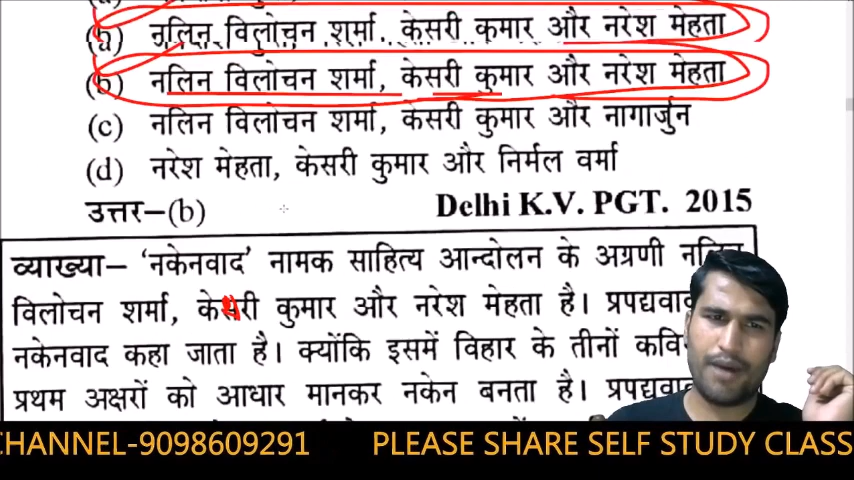 (b) नलिन विलोचन शर्मा, केसरी कुमार और नरेश मेहता
(b) नलिन विलोचन शर्मा, केसरी कुमार और नरेश मेहता
(c) नलिन विलोचन शर्मा, केसरी कुमार और नागार्जुन
(d) नरेश मेहता, केसरी कुमार और निर्मल वर्मा
उत्तर–(b) Delhi K.V. PGT. 2015
व्याख्या– ‘नकेनवाद’ नामक साहित्य आन्दोलन के अग्रणी नलिन
विलोचन शर्मा, केसरी कुमार और नरेश मेहता है। प्रपद्यवाद
नकेनवाद कहा जाता है। क्योंकि इसमें विहार के तीनों कवि
प्रथम अक्षरों को आधार मानकर नकेन बनता है। प्रपद्यवाद
CHANNEL-9098609291 PLEASE SHARE SELF STUDY CLASS